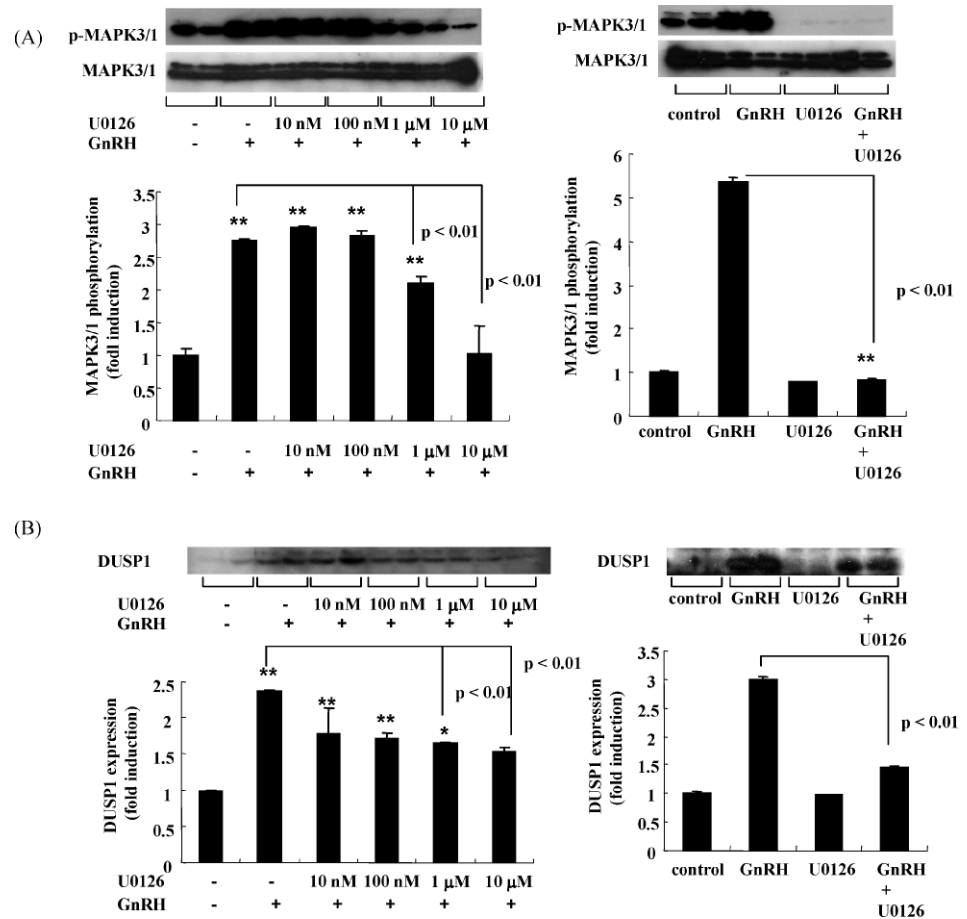 (A)
p-MAPK3/1
MAPK3/1
U0126 - - 10 nM 100 nM 1 µM 10 µM
GnRH - + + + + +
MAPK3/1 phosphorylation
(fodl induction)
3.5
3
2.5
2
1.5
1
0.5
0
** ** ** **
p < 0.01
p < 0.01
U0126 - - 10 nM 100 nM 1 µM 10 µM
GnRH - + + + + +
p-MAPK3/1
MAPK3/1
control GnRH U0126 GnRH
+
U0126
MAPK3/1 phosphorylation
(fold induction)
6
5
4
3
2
1
0
p < 0.01
**
control GnRH U0126 GnRH
+
U0126
(B)
DUSP1
U0126 - - 10 nM 100 nM 1 µM 10 µM
GnRH - + + + + +
DUSP1 expression
(fold induction)
2.5
2
1.5
1
0.5
0
** ** ** *
p < 0.01
p < 0.01
U0126 - - 10 nM 100 nM 1 µM 10 µM
GnRH - + + + + +
DUSP1
control GnRH U0126 GnRH
+
U0126
DUSP1 expression
(fold induction)
3.5
3
2.5
2
1.5
1
0.5
0
p < 0.01
control GnRH U0126 GnRH
+
U0126